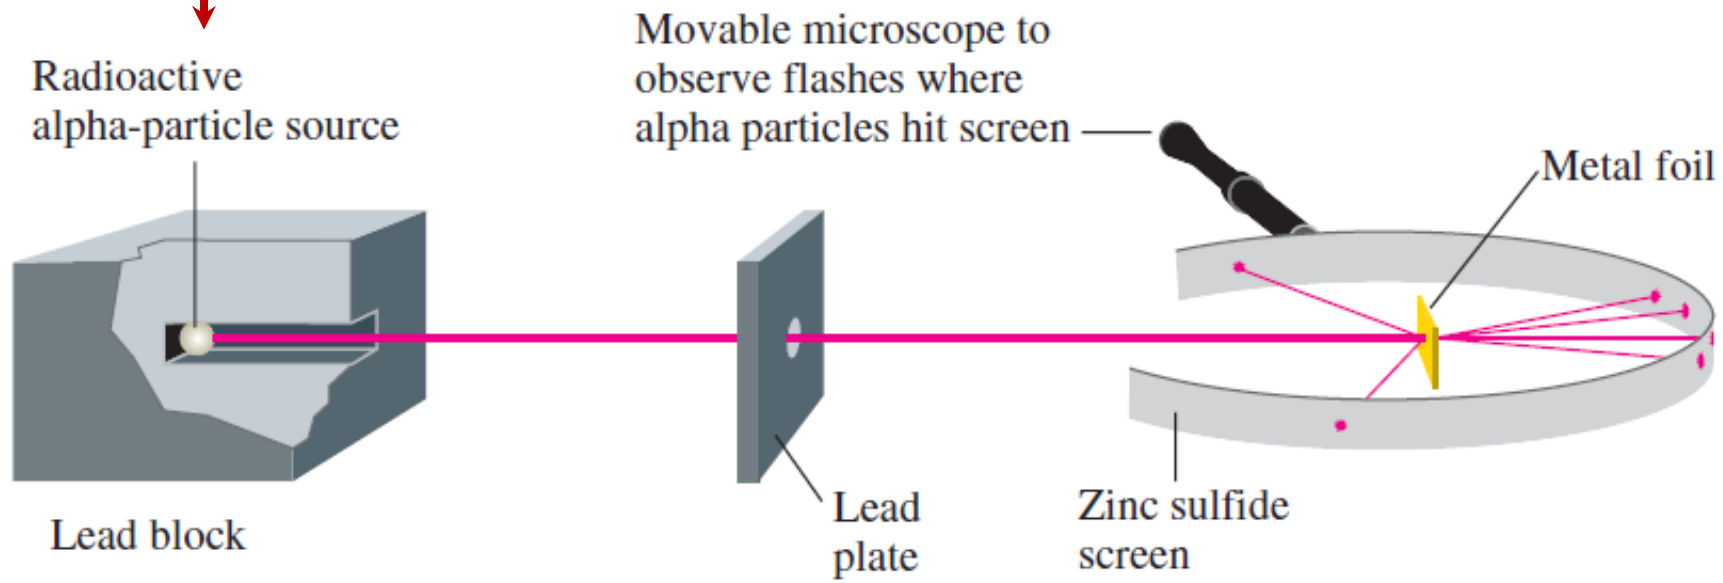 Radioactive
alpha-particle source
Movable microscope to
observe flashes where
alpha particles hit screen
Metal foil
Lead block
Lead
plate
Zinc sulfide
screen